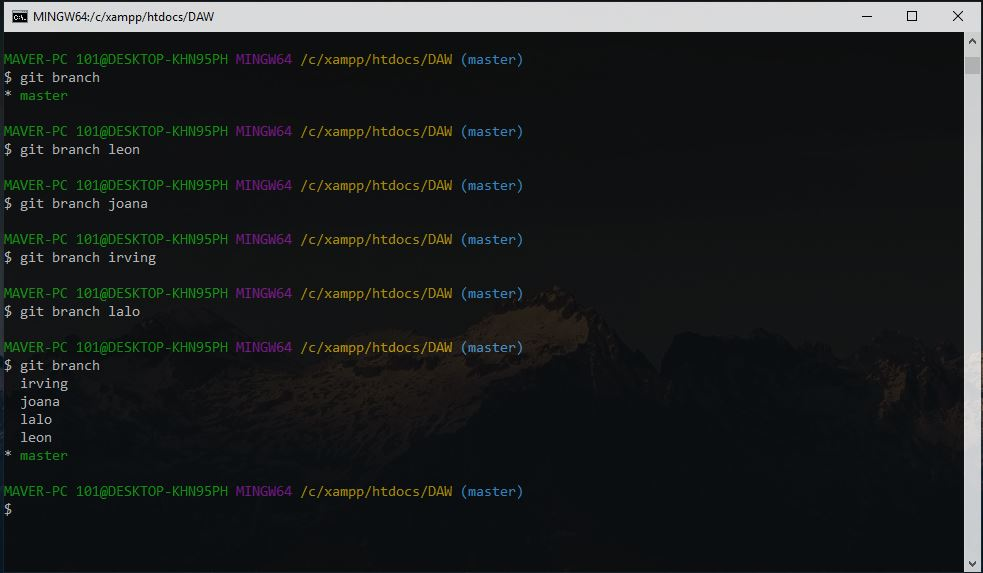 MINGW64:/c/xampp/htdocs/DAW
MAVER-PC 101@DESKTOP-KHN95PH MINGW64 /c/xampp/htdocs/DAW (master)
$ git branch
* master
MAVER-PC 101@DESKTOP-KHN95PH MINGW64 /c/xampp/htdocs/DAW (master)
$ git branch leon
MAVER-PC 101@DESKTOP-KHN95PH MINGW64 /c/xampp/htdocs/DAW (master)
$ git branch joana
MAVER-PC 101@DESKTOP-KHN95PH MINGW64 /c/xampp/htdocs/DAW (master)
$ git branch irving
MAVER-PC 101@DESKTOP-KHN95PH MINGW64 /c/xampp/htdocs/DAW (master)
$ git branch lalo
MAVER-PC 101@DESKTOP-KHN95PH MINGW64 /c/xampp/htdocs/DAW (master)
$ git branch
  irving
  joana
  lalo
  leon
* master
MAVER-PC 101@DESKTOP-KHN95PH MINGW64 /c/xampp/htdocs/DAW (master)
$